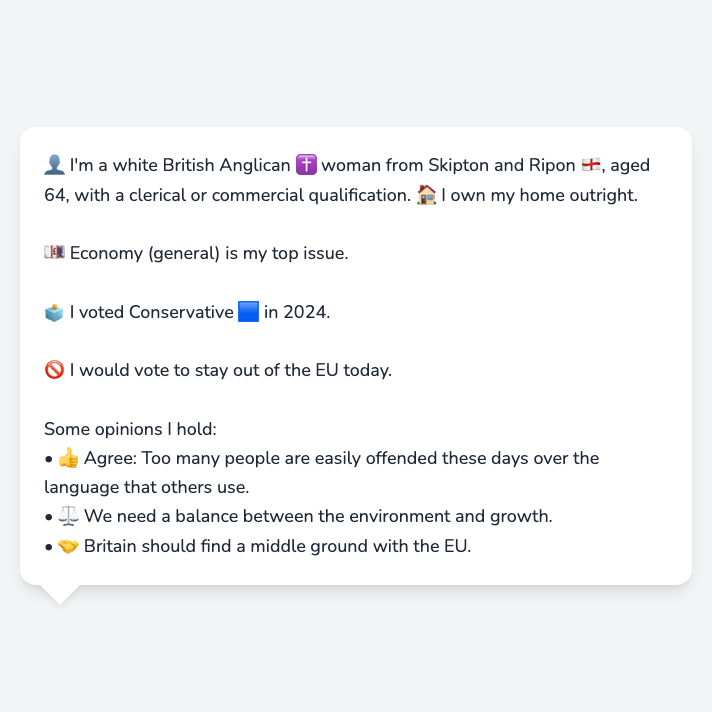 👤 I'm a white British Anglican ✝️ woman from Skipton and Ripon 🏴󠁧󠁢󠁥󠁮󠁧󠁿, aged
64, with a clerical or commercial qualification. 🏠 I own my home outright.
💷 Economy (general) is my top issue.
🗳️ I voted Conservative 🟦 in 2024.
🚫 I would vote to stay out of the EU today.
Some opinions I hold:
• 👍 Agree: Too many people are easily offended these days over the
language that others use.
• ⚖️ We need a balance between the environment and growth.
• 🤝 Britain should find a middle ground with the EU.